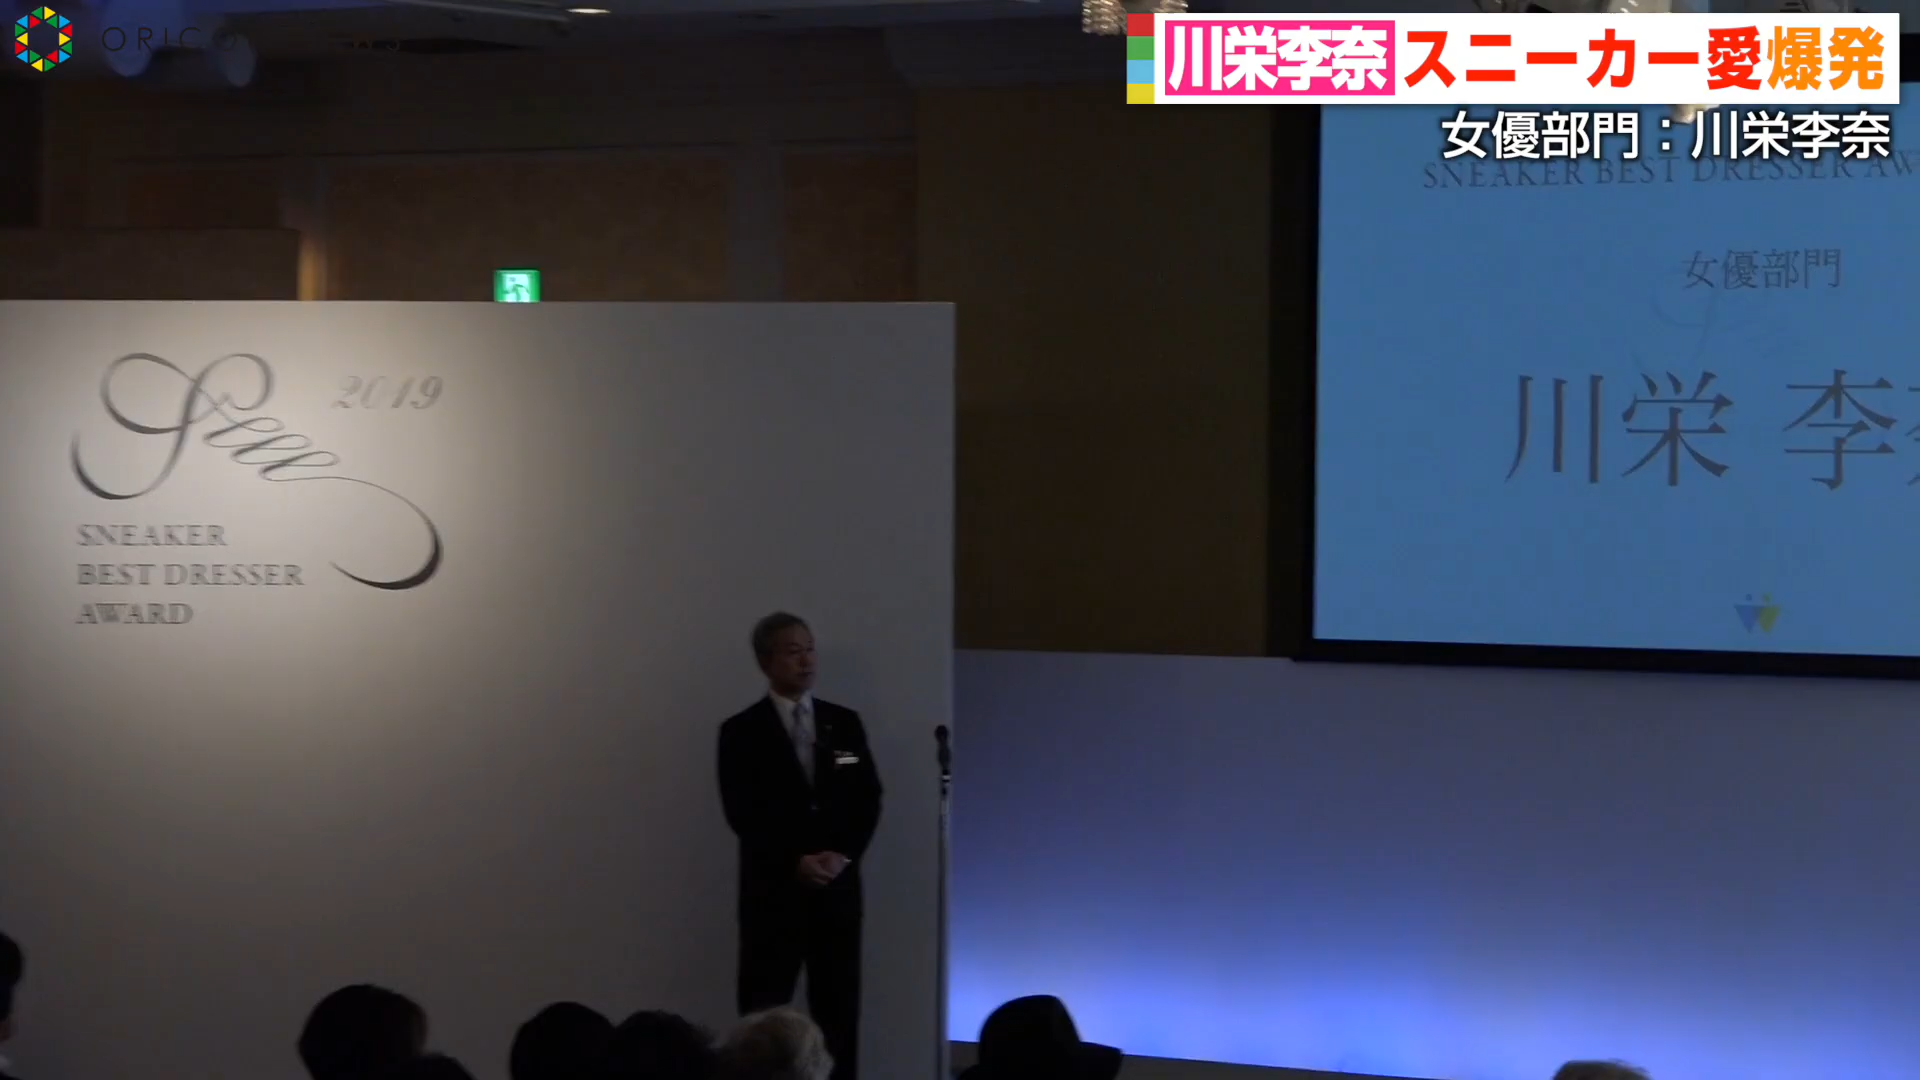 ORICO
川栄李奈 スニーカー愛爆発
女優部門：川栄李奈
SNEAKER BEST DRESSER AW
女優部門
川栄 李
2019
SNEAKER
BEST DRESSER
AWARD